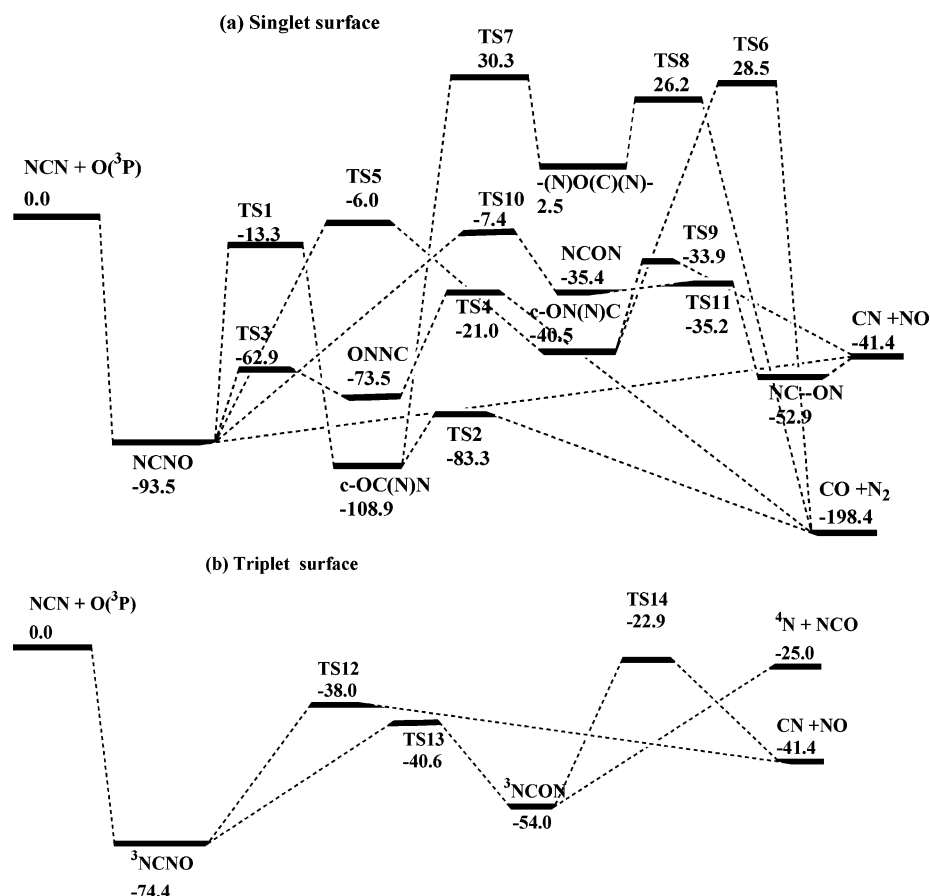 (a) Singlet surface
TS7
30.3
TS8
26.2
TS6
28.5
NCN + O(³P)
0.0
TS5
-6.0
TS1
-13.3
TS10
-7.4
-(N)O(C)(N)-
2.5
TS9
-33.9
NCON
-35.4
TS3
-62.9
ONNC
-73.5
TS4
-21.0
c-ON(N)C
-40.5
TS11
-35.2
CN +NO
-41.4
NC--ON
-52.9
NCNO
-93.5
c-OC(N)N
-108.9
TS2
-83.3
CO +N₂
-198.4
(b) Triplet surface
NCN + O(³P)
0.0
TS14
-22.9
⁴N + NCO
-25.0
TS12
-38.0
TS13
-40.6
CN +NO
-41.4
³NCON
-54.0
³NCNO
-74.4